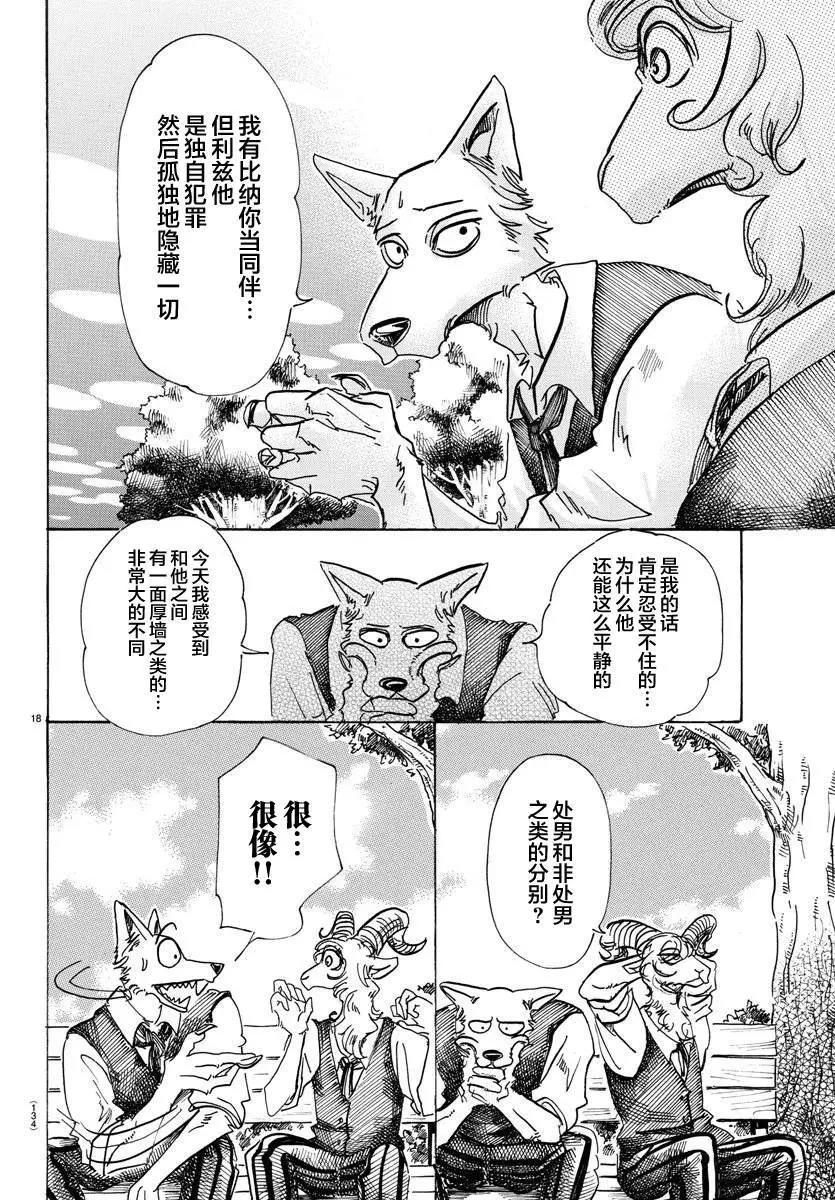 我有比纳你当同伴…
但利兹他
是独自犯罪
然后孤独地隐藏一切
是我的话
肯定忍受不住的…
为什么他
还能这么平静的
今天我感受到
和他之间
有一面厚墙之类的…
非常大的不同
18
处男和非处男
之类的分别？
很…
很像!!
(134)